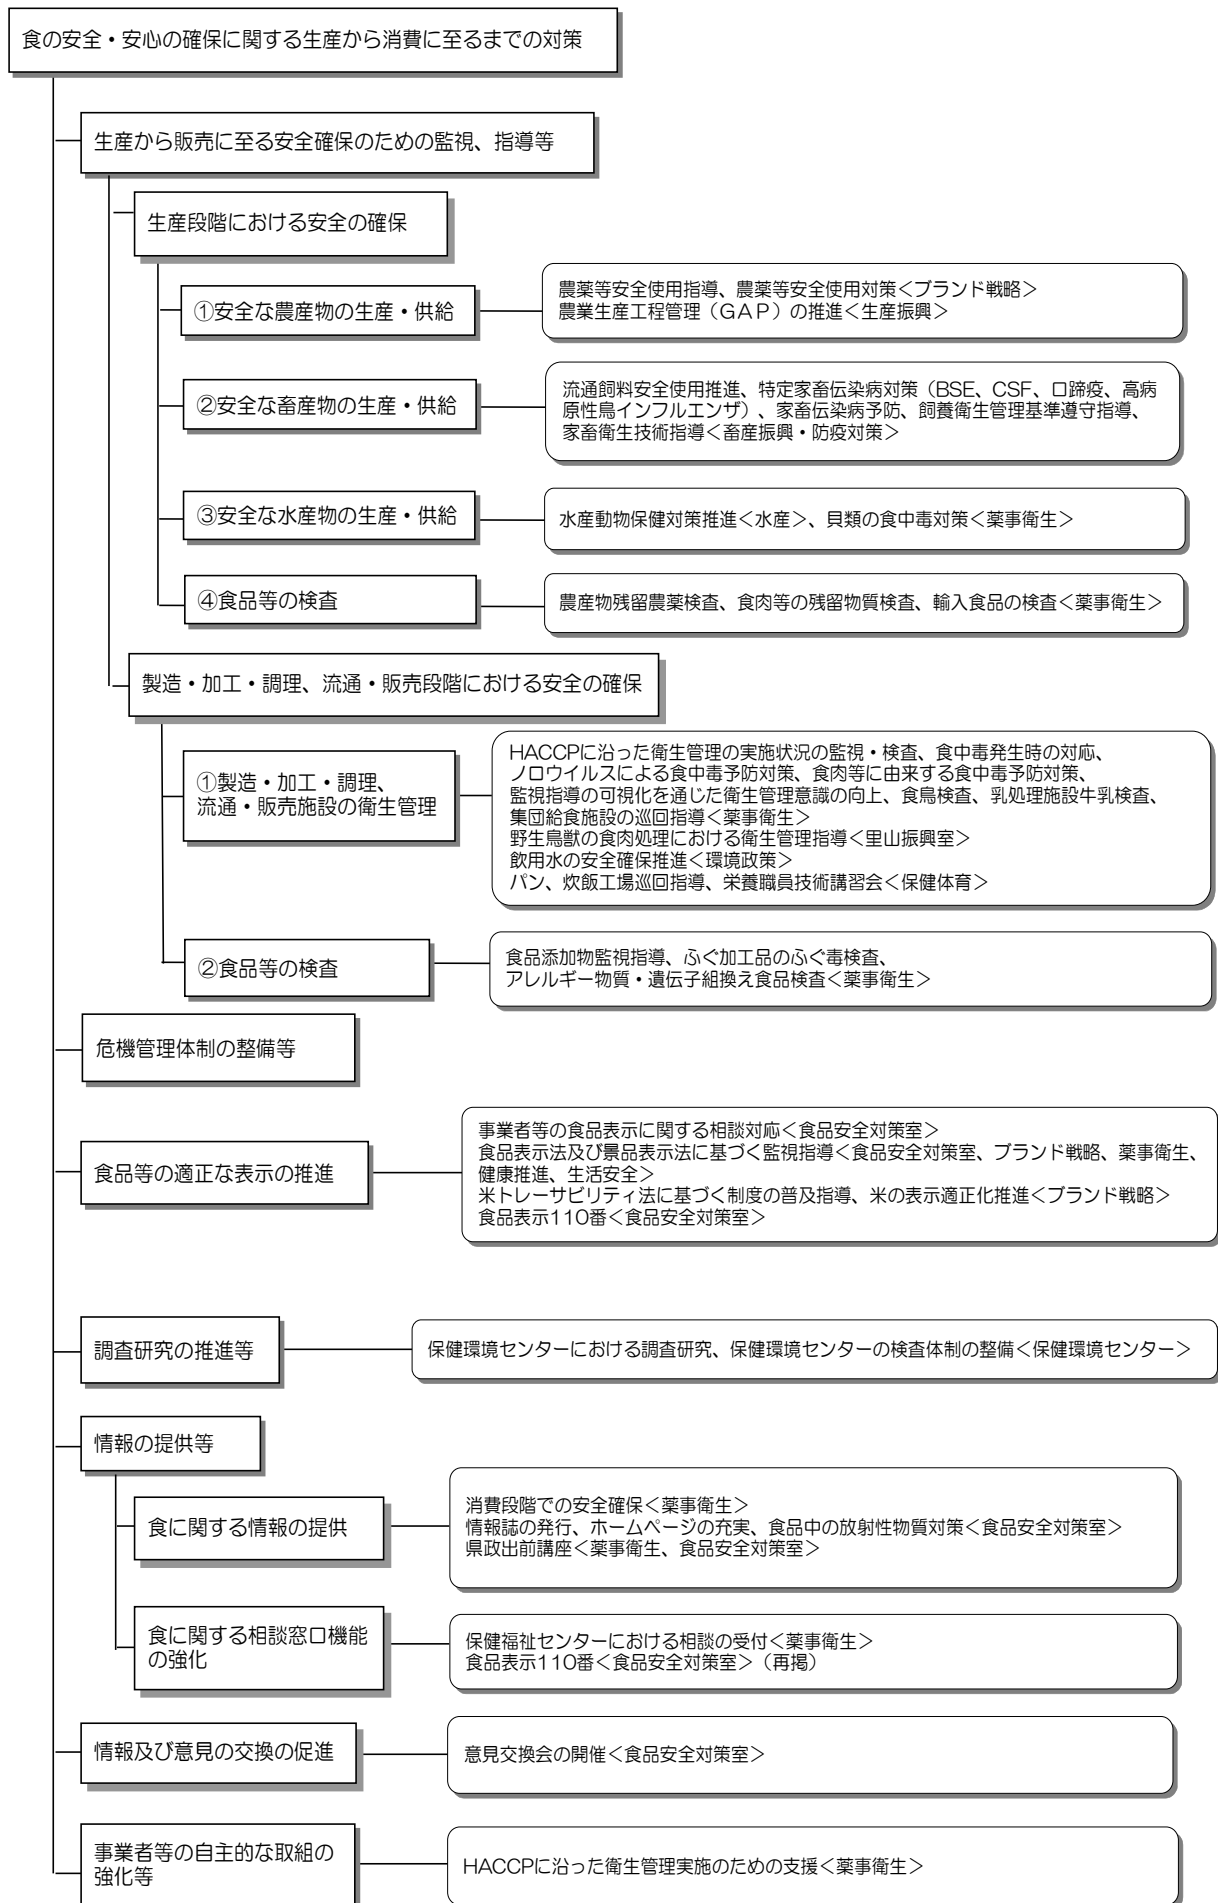 食の安全・安心の確保に関する生産から消費に至るまでの対策
生産から販売に至る安全確保のための監視、指導等
生産段階における安全の確保
①安全な農産物の生産・供給
農薬等安全使用指導、農薬等安全使用対策＜ブランド戦略＞
農業生産工程管理（ＧＡＰ）の推進＜生産振興＞
②安全な畜産物の生産・供給
流通飼料安全使用推進、特定家畜伝染病対策（BSE、CSF、口蹄疫、高病
原性鳥インフルエンザ）、家畜伝染病予防、飼養衛生管理基準遵守指導、
家畜衛生技術指導＜畜産振興・防疫対策＞
③安全な水産物の生産・供給
水産動物保健対策推進＜水産＞、貝類の食中毒対策＜薬事衛生＞
④食品等の検査
農産物残留農薬検査、食肉等の残留物質検査、輸入食品の検査＜薬事衛生＞
製造・加工・調理、流通・販売段階における安全の確保
①製造・加工・調理、
流通・販売施設の衛生管理
HACCPに沿った衛生管理の実施状況の監視・検査、食中毒発生時の対応、
ノロウイルスによる食中毒予防対策、食肉等に由来する食中毒予防対策、
監視指導の可視化を通じた衛生管理意識の向上、食鳥検査、乳処理施設牛乳検査、
集団給食施設の巡回指導＜薬事衛生＞
野生鳥獣の食肉処理における衛生管理指導＜里山振興室＞
飲用水の安全確保推進＜環境政策＞
パン、炊飯工場巡回指導、栄養職員技術講習会＜保健体育＞
②食品等の検査
食品添加物監視指導、ふぐ加工品のふぐ毒検査、
アレルギー物質・遺伝子組換え食品検査＜薬事衛生＞
危機管理体制の整備等
食品等の適正な表示の推進
事業者等の食品表示に関する相談対応＜食品安全対策室＞
食品表示法及び景品表示法に基づく監視指導＜食品安全対策室、ブランド戦略、薬事衛生、
健康推進、生活安全＞
米トレーサビリティ法に基づく制度の普及指導、米の表示適正化推進＜ブランド戦略＞
食品表示110番＜食品安全対策室＞
調査研究の推進等
保健環境センターにおける調査研究、保健環境センターの検査体制の整備＜保健環境センター＞
情報の提供等
食に関する情報の提供
消費段階での安全確保＜薬事衛生＞
情報誌の発行、ホームページの充実、食品中の放射性物質対策＜食品安全対策室＞
県政出前講座＜薬事衛生、食品安全対策室＞
食に関する相談窓口機能
の強化
保健福祉センターにおける相談の受付＜薬事衛生＞
食品表示110番＜食品安全対策室＞（再掲）
情報及び意見の交換の促進
意見交換会の開催＜食品安全対策室＞
事業者等の自主的な取組の
強化等
HACCPに沿った衛生管理実施のための支援＜薬事衛生＞